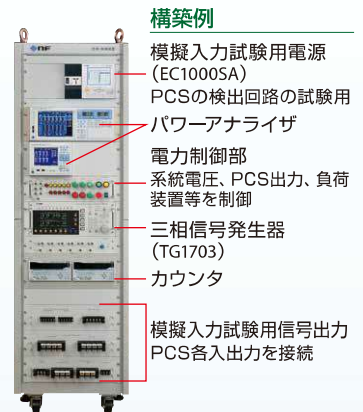 構築例
nF
模擬入力試験用電源
（EC1000SA）
PCSの検出回路の試験用
パワーアナライザ
電力制御部
系統電圧、PCS出力、負荷
装置等を制御
三相信号発生器
（TG1703）
カウンタ
模擬入力試験用信号出力
PCS各入出力を接続